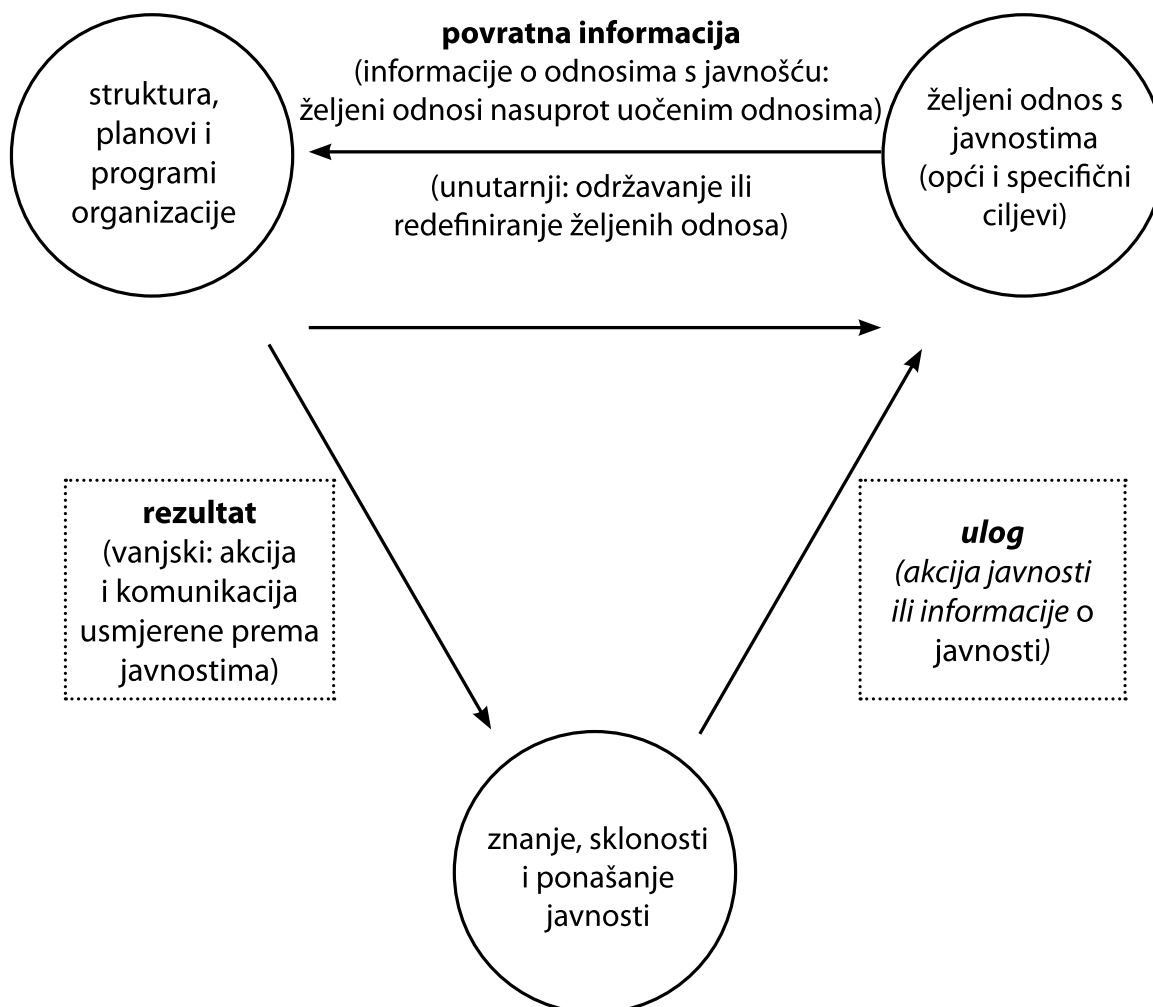 povratna informacija
(informacije o odnosima s javnošću:
željeni odnosi nasuprot uočenim odnosima)
struktura,
planovi i
programi
organizacije
željeni odnos s
javnostima
(opći i specifični
ciljevi)
(unutarnji: održavanje ili
redefiniranje željenih odnosa)
rezultat
(vanjski: akcija
i komunikacija
usmjerene prema
javnostima)
ulog
(akcija javnosti
ili informacije o
javnosti)
znanje, sklonosti
i ponašanje
javnosti